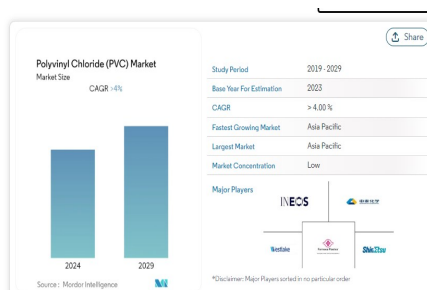 Share
Polyvinyl Chloride (PVC) Market
Market Size
CAGR >4%
2024
2029
Source : Mordor Intelligence
Study Period 2019 - 2029
Base Year For Estimation 2023
CAGR > 4.00 %
Fastest Growing Market Asia Pacific
Largest Market Asia Pacific
Market Concentration Low
Major Players
INEOS
Westlake
Formosa Plastics
ShinEtsu
*Disclaimer: Major Players sorted in no particular order